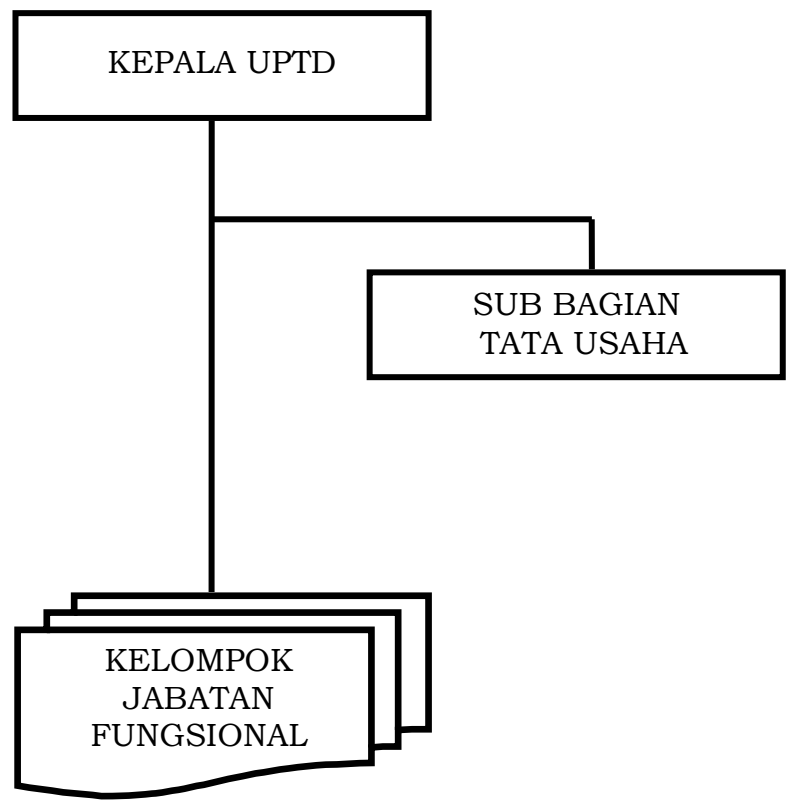 KEPALA UPTD
SUB BAGIAN
TATA USAHA
KELOMPOK
JABATAN
FUNGSIONAL